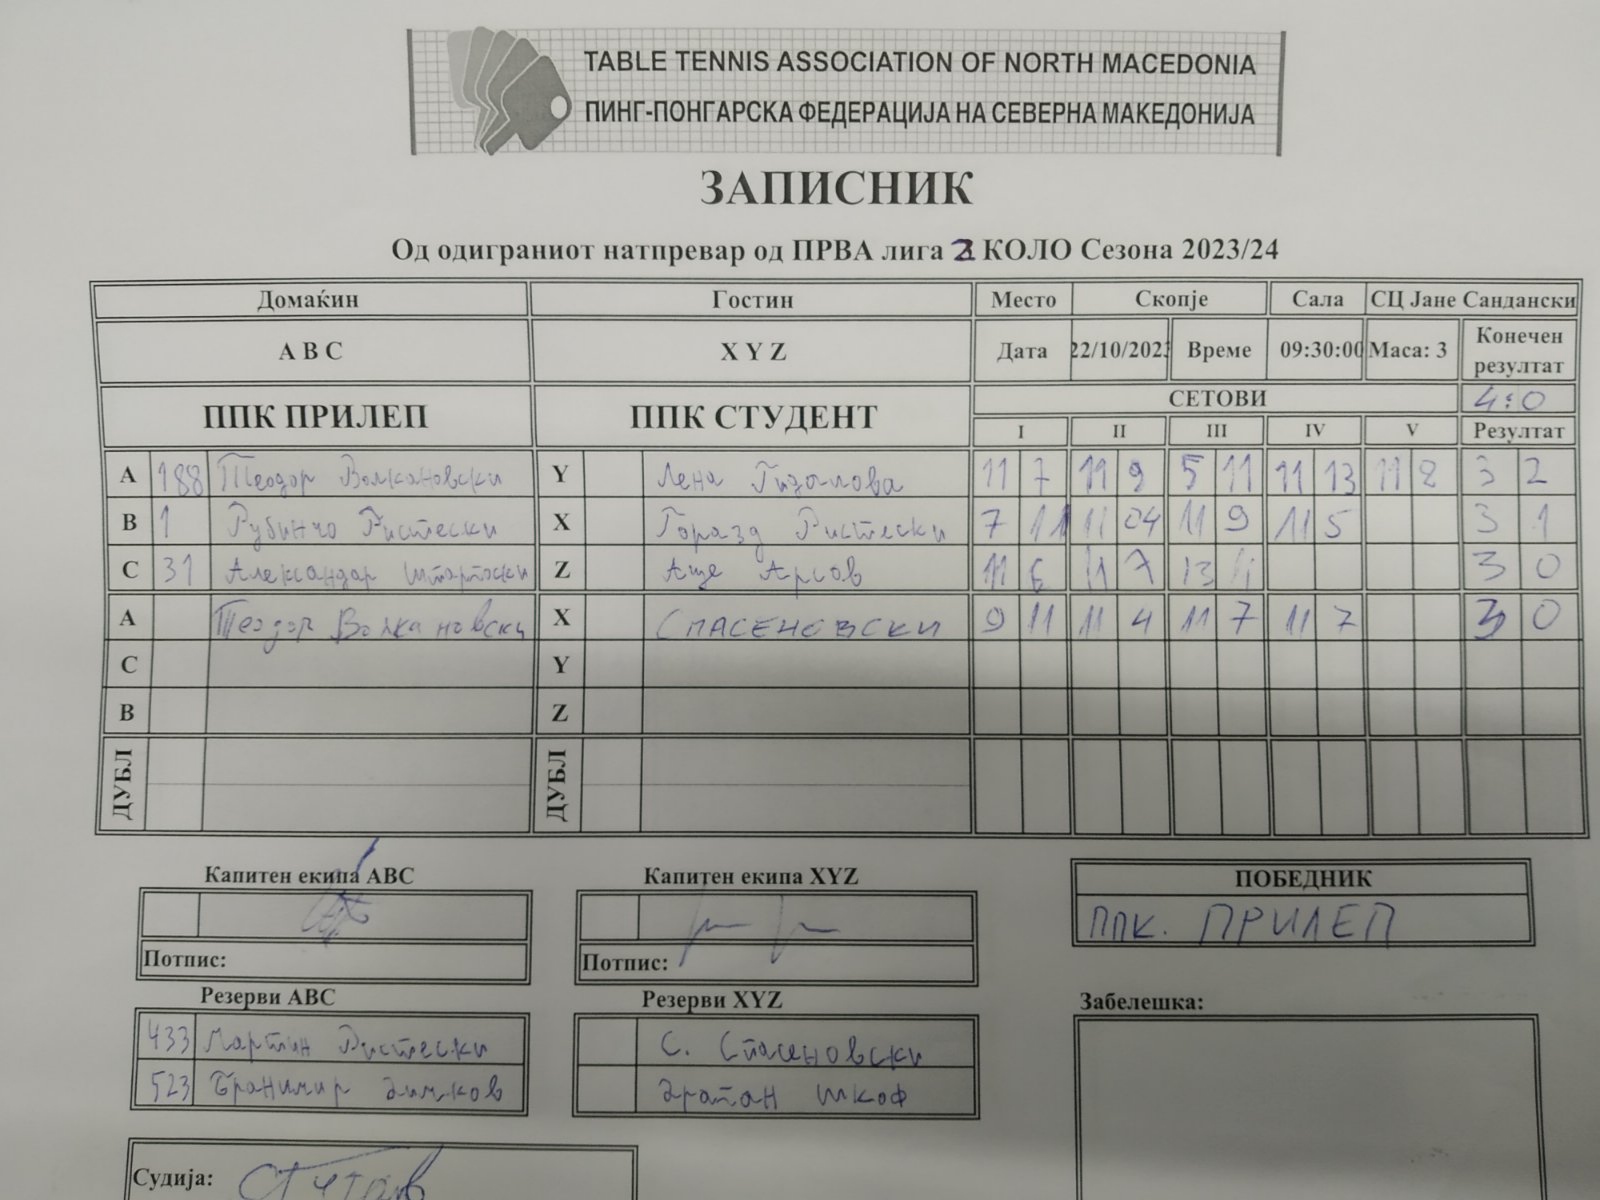 TABLE TENNIS ASSOCIATION OF NORTH MACEDONIA
ПИНГ-ПОНГАРСКА ФЕДЕРАЦИЈА НА СЕВЕРНА МАКЕДОНИЈА
ЗАПИСНИК
Од одиграниот натпревар од ПРВА лига 2 КОЛО Сезона 2023/24
Домаќин Гостин Место Скопје Сала СЦ Јане Сандански
A B C X Y Z Дата 22/10/2023 Време 09:30:00 Маса: 3 Конечен резултат
ППК ПРИЛЕП ППК СТУДЕНТ СЕТОВИ 4:0
I II III IV V Резултат
A 188 Теодор Волкановски Y Лена 11 7 11 9 5 11 11 13 11 8 3 2
B 1 Рубинчо Ристески X Горазд Ристески 7 11 11 04 11 9 11 5 3 1
C 31 Александар Z Аце Арсов 11 6 11 7 13 11 3 0
A Теодор Волкановски X СПАСЕНОВСКИ 9 11 11 4 11 7 11 7 3 0
C Y
B Z
ДУБЛ ДУБЛ
Капитен екипа ABC Капитен екипа XYZ ПОБЕДНИК
ППК. ПРИЛЕП
Потпис: Потпис:
Резерви ABC Резерви XYZ Забелешка:
433 Мартин Ристески С. Спасеновски
523 Бранимир Димков Шкоф
Судија: